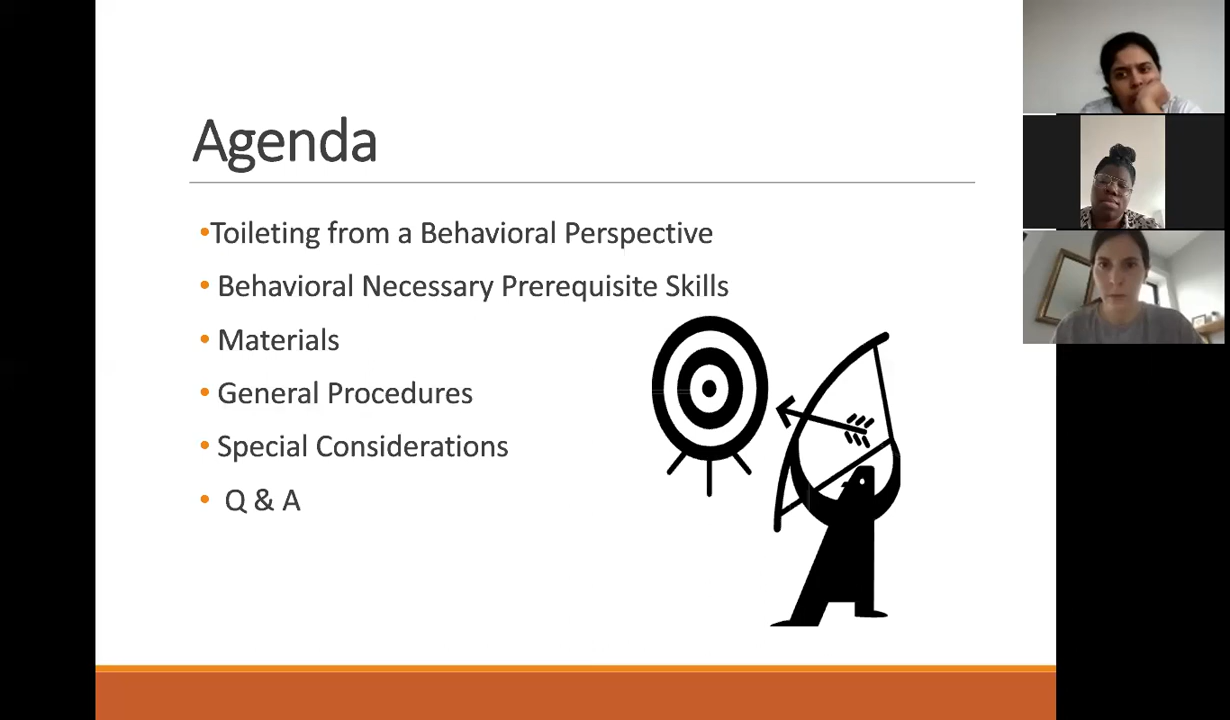 Agenda
•Toileting from a Behavioral Perspective
• Behavioral Necessary Prerequisite Skills
• Materials
• General Procedures
• Special Considerations
• Q & A